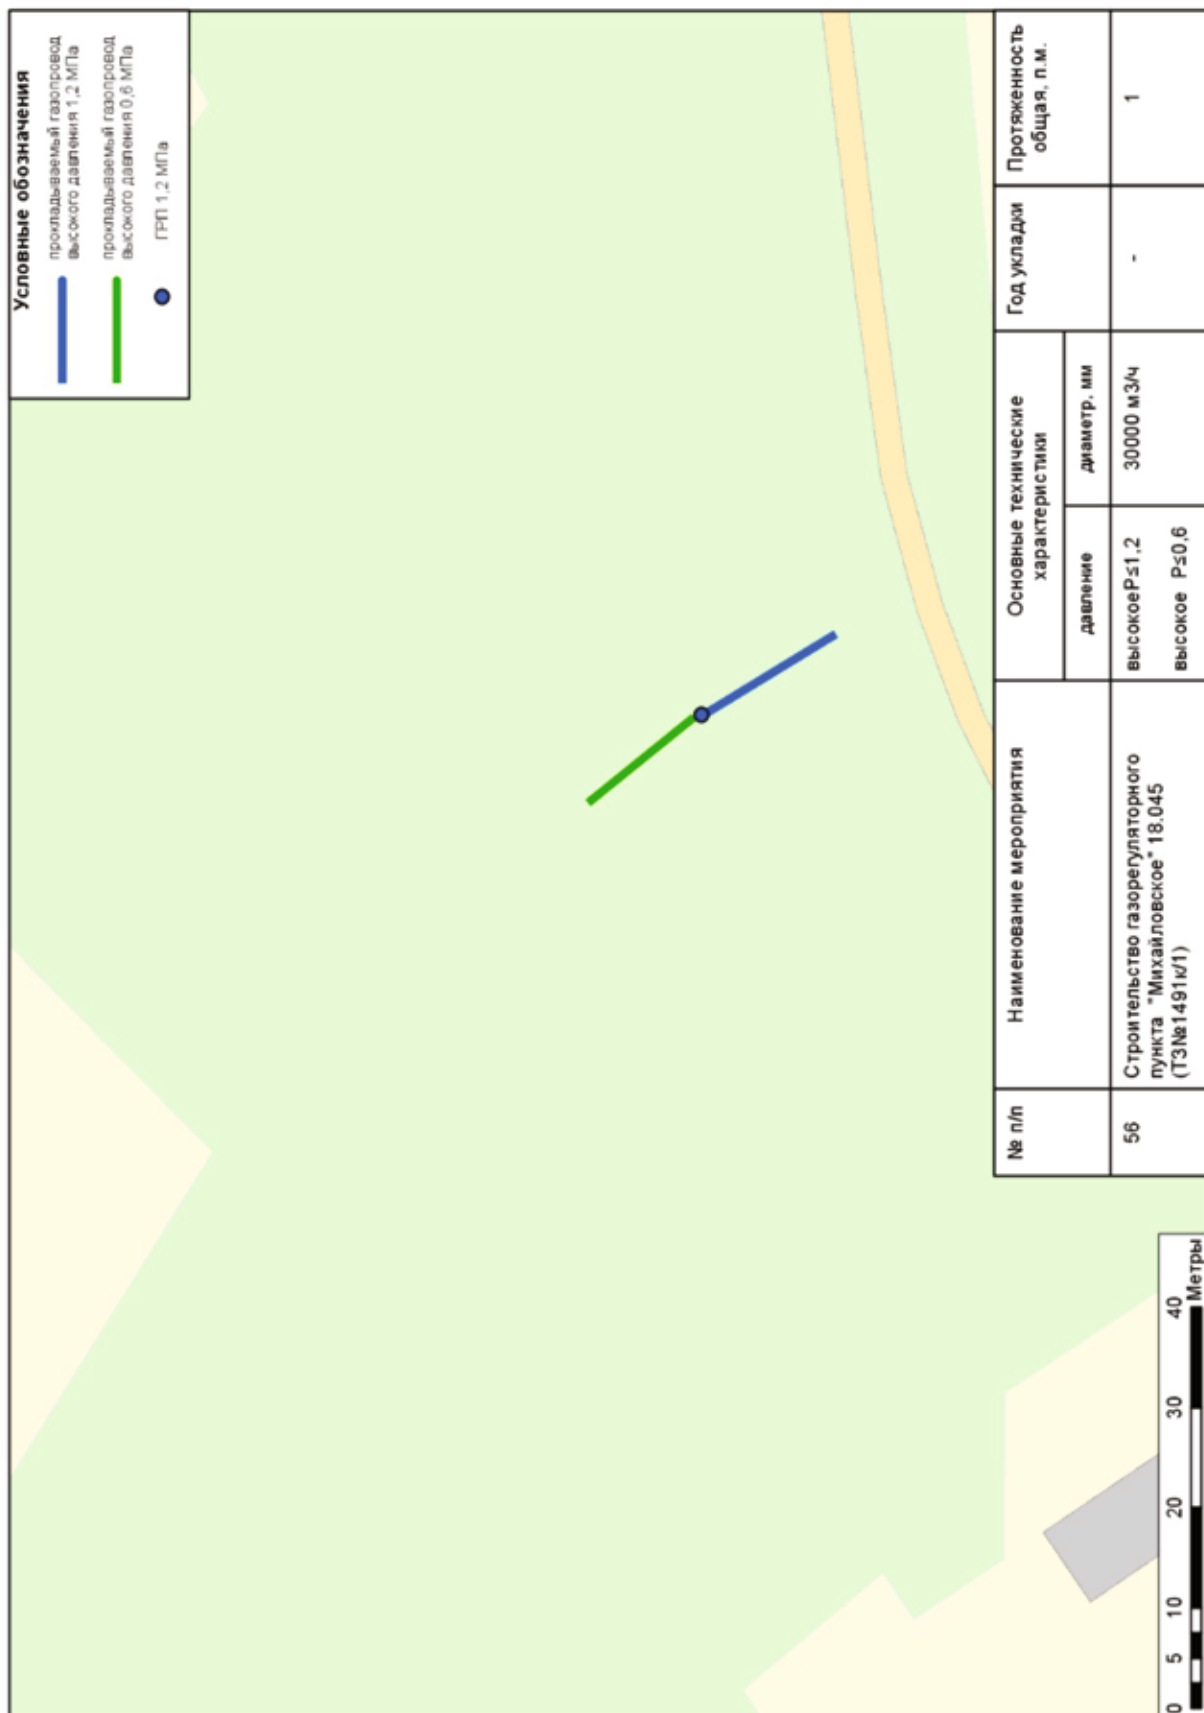 Условные обозначения
прокладываемый газопровод
высокого давления 1,2 МПа
прокладываемый газопровод
высокого давления 0,6 МПа
ГРП 1,2 МПа
№ п/п
Наименование мероприятия
Основные технические
характеристики
давление
диаметр, мм
Год укладки
Протяженность
общая, п.м.
56
Строительство газорегуляторного
пункта "Михайловское" 18.045
(ТЗ№1491к/1)
высокоеР≤1,2
высокое Р≤0,6
30000 м3/ч
-
1
0 5 10 20 30 40
Метры